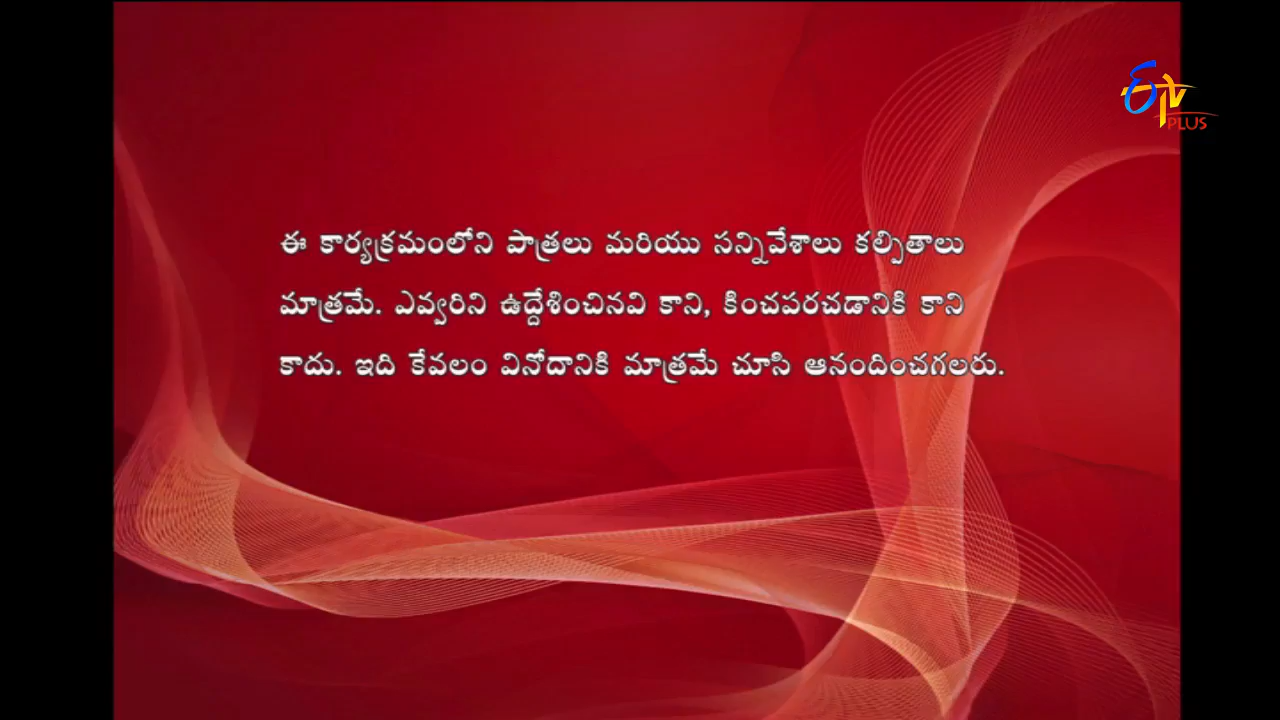 ETV
PLUS
ఈ కార్యక్రమంలోని పాత్రలు మరియు సన్నివేశాలు కల్పితాలు
మాత్రమే. ఎవ్వరిని ఉద్దేశించినవి కాని, కించపరచడానికి కాని
కాదు. ఇది కేవలం వినోదానికి మాత్రమే చూసి ఆనందించగలరు.